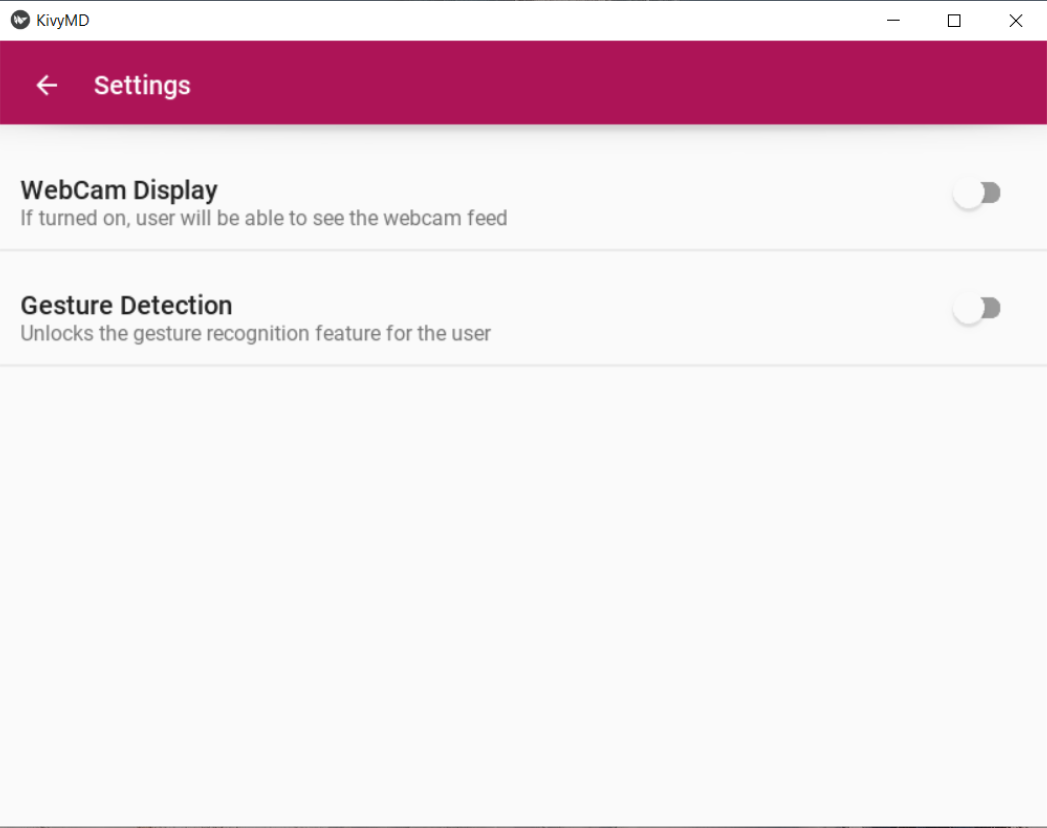 KivyMD
Settings
WebCam Display
If turned on, user will be able to see the webcam feed
Gesture Detection
Unlocks the gesture recognition feature for the user